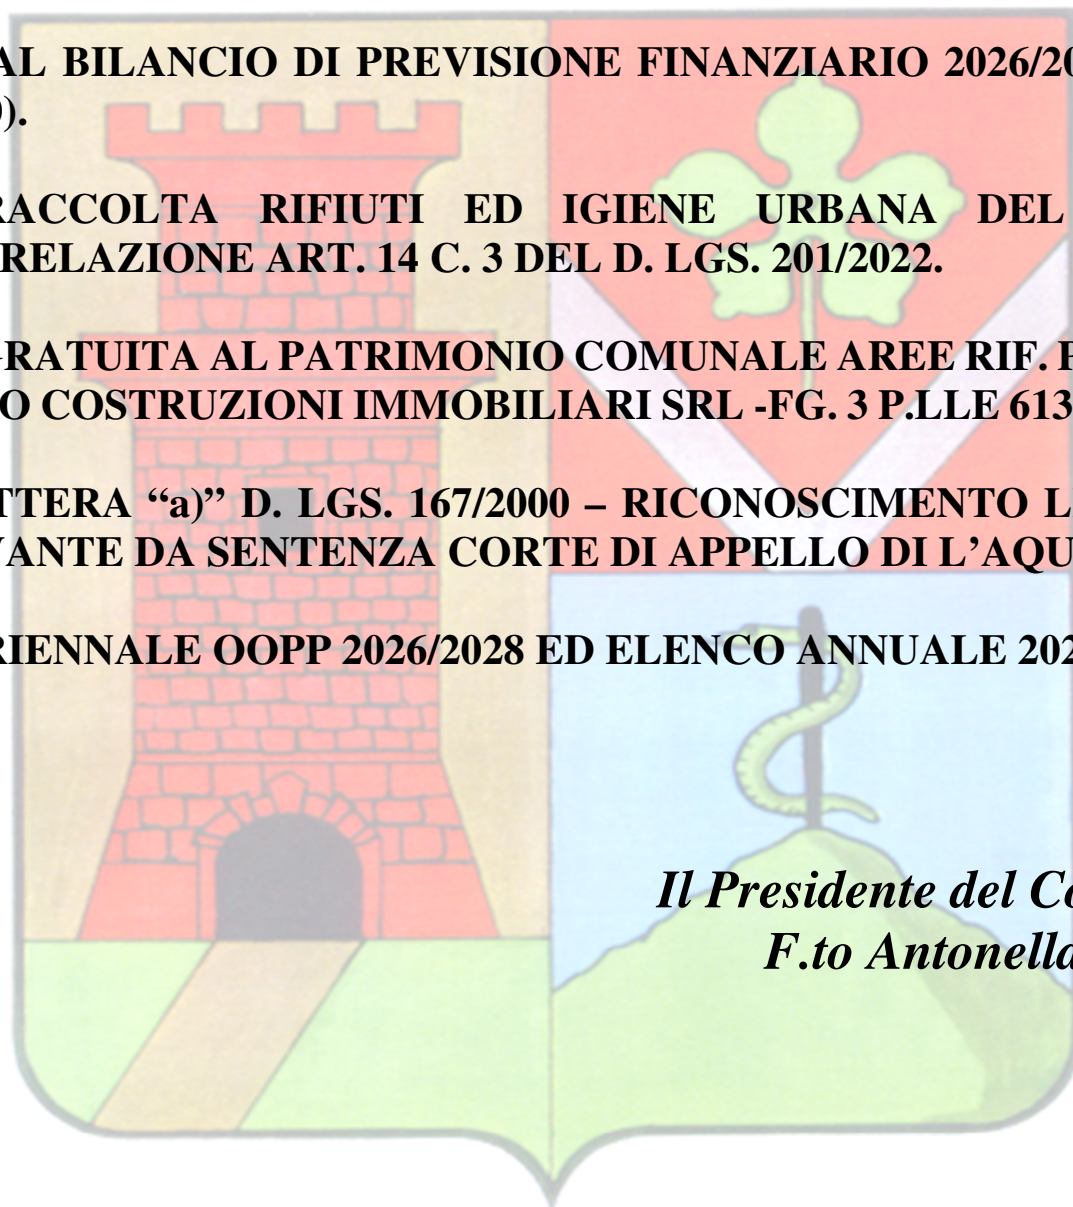 AL BILANCIO DI PREVISIONE FINANZIARIO 2026/20
).
RACCOLTA RIFIUTI ED IGIENE URBANA DEL
RELAZIONE ART. 14 C. 3 DEL D. LGS. 201/2022.
GRATUITA AL PATRIMONIO COMUNALE AREE RIF.
O COSTRUZIONI IMMOBILIARI SRL -FG. 3 P.LLE 613
TTERA “a)” D. LGS. 167/2000 – RICONOSCIMENTO L
VANTE DA SENTENZA CORTE DI APPELLO DI L’AQU
RIENNALE OOPP 2026/2028 ED ELENCO ANNUALE 202
Il Presidente del Co
F.to Antonella